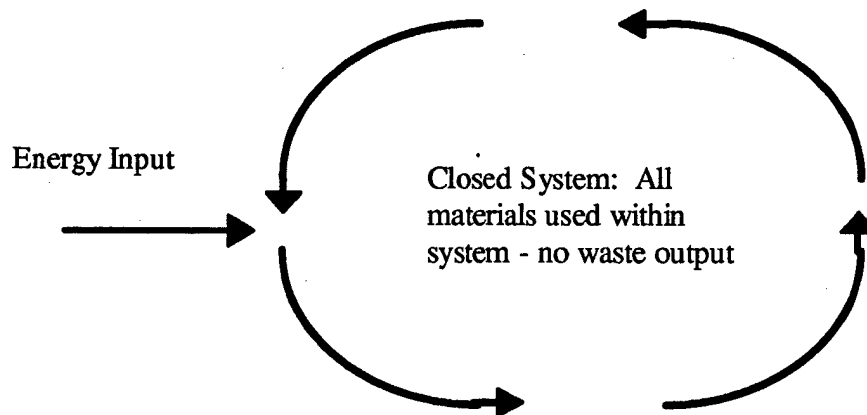 Energy Input
Closed System: All
materials used within
system - no waste output